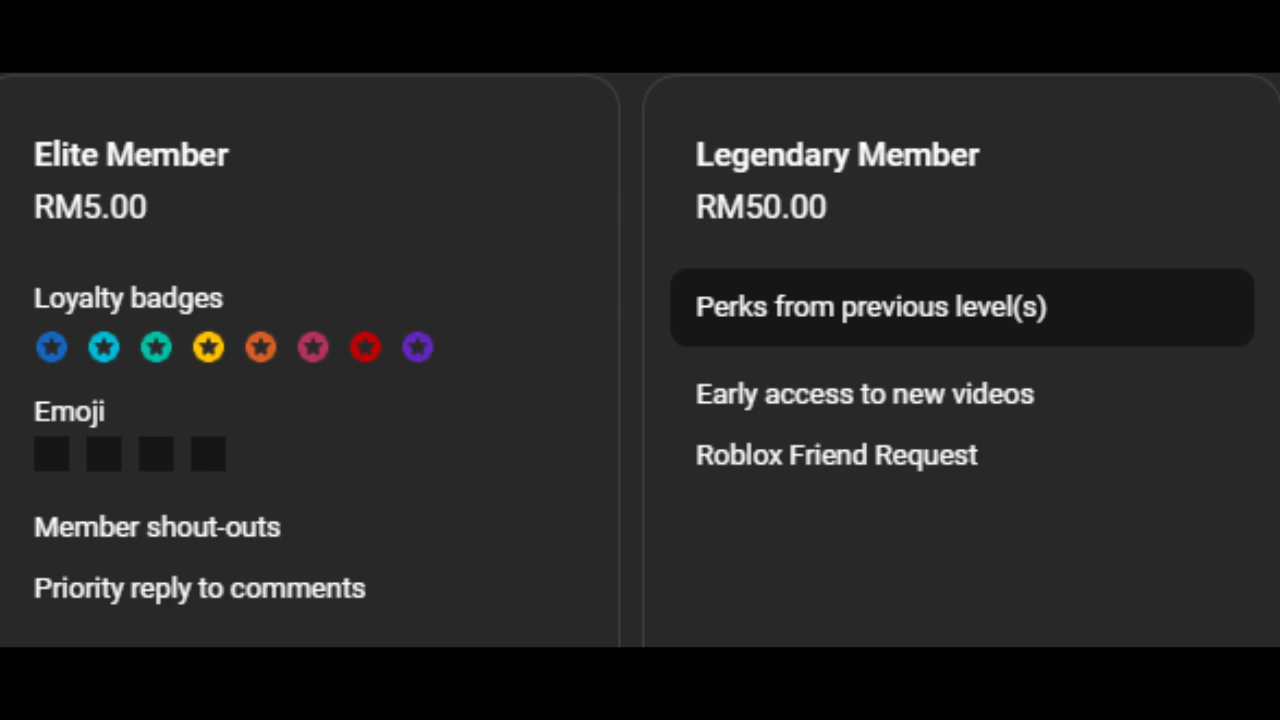 Elite Member
RM5.00
Loyalty badges
Emoji
Member shout-outs
Priority reply to comments
Legendary Member
RM50.00
Perks from previous level(s)
Early access to new videos
Roblox Friend Request